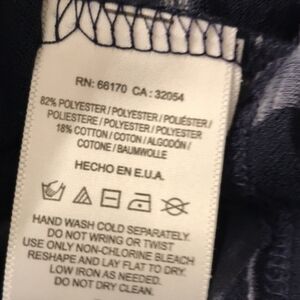 RN: 66170 CA : 32054
82% POLYESTER / POLYESTER / POLIÉSTER /
POLIESTERE / POLYESTER / POLYESTER
18% COTTON / COTON / ALGODÓN /
COTONE / BAUMWOLLE
HECHO EN E.U.A.
HAND WASH COLD SEPARATELY.
DO NOT WRING OR TWIST
USE ONLY NON-CHLORINE BLEACH
RESHAPE AND LAY FLAT TO DRY.
LOW IRON AS NEEDED.
DO NOT DRY CLEAN.